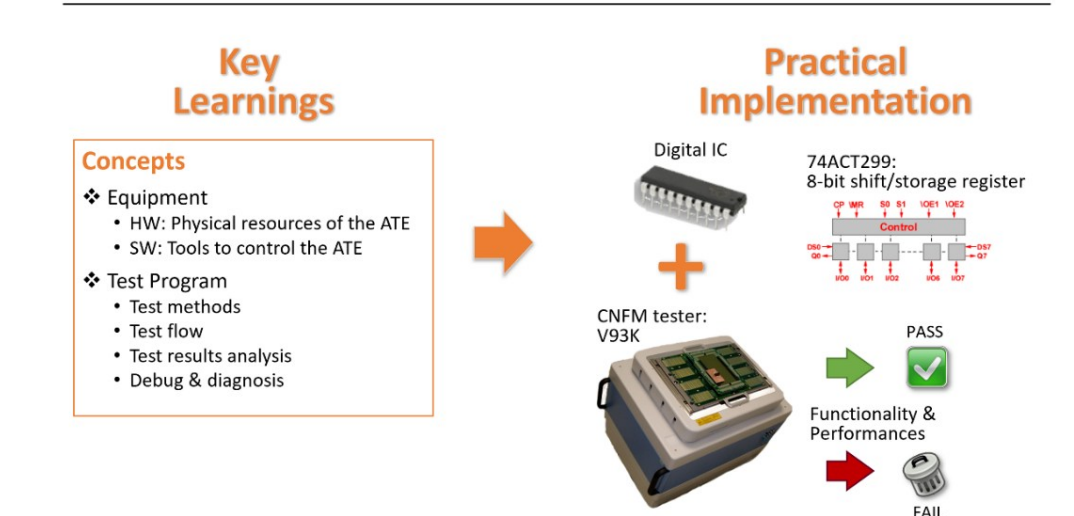 Key
Learnings
Concepts
❖ Equipment
• HW: Physical resources of the ATE
• SW: Tools to control the ATE
❖ Test Program
• Test methods
• Test flow
• Test results analysis
• Debug & diagnosis
Practical
Implementation
Digital IC
74ACT299:
8-bit shift/storage register
CP \MR S0 S1 \OE1 \OE2
Control
DS0 DS7
Q0 Q7
I/O0 I/O1 I/O2 I/O6 I/O7
CNFM tester:
V93K
PASS
Functionality &
Performances
FAIL